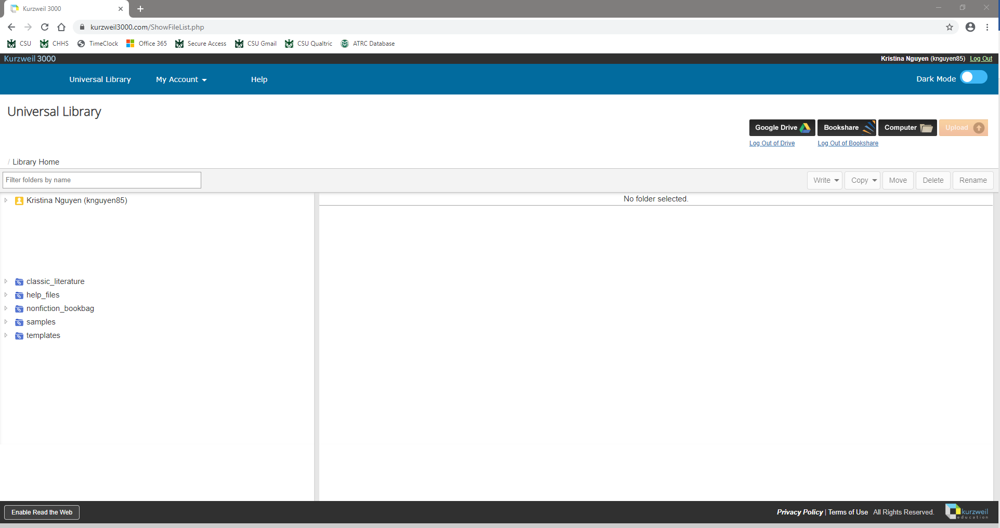 Kurzweil 3000
kurzweil3000.com/ShowFileList.php
CSU CHHS TimeClock Office 365 Secure Access CSU Gmail CSU Qualtric ATRC Database
Kurzweil 3000 Kristina Nguyen (knguyen85) Log Out
Universal Library My Account Help Dark Mode
Universal Library
Google Drive Bookshare Computer Upload
Log Out of Drive Log Out of Bookshare
/ Library Home
Filter folders by name Write Copy Move Delete Rename
Kristina Nguyen (knguyen85) No folder selected.
classic_literature
help_files
nonfiction_bookbag
samples
templates
Enable Read the Web Privacy Policy | Terms of Use All Rights Reserved. kurzweil
education